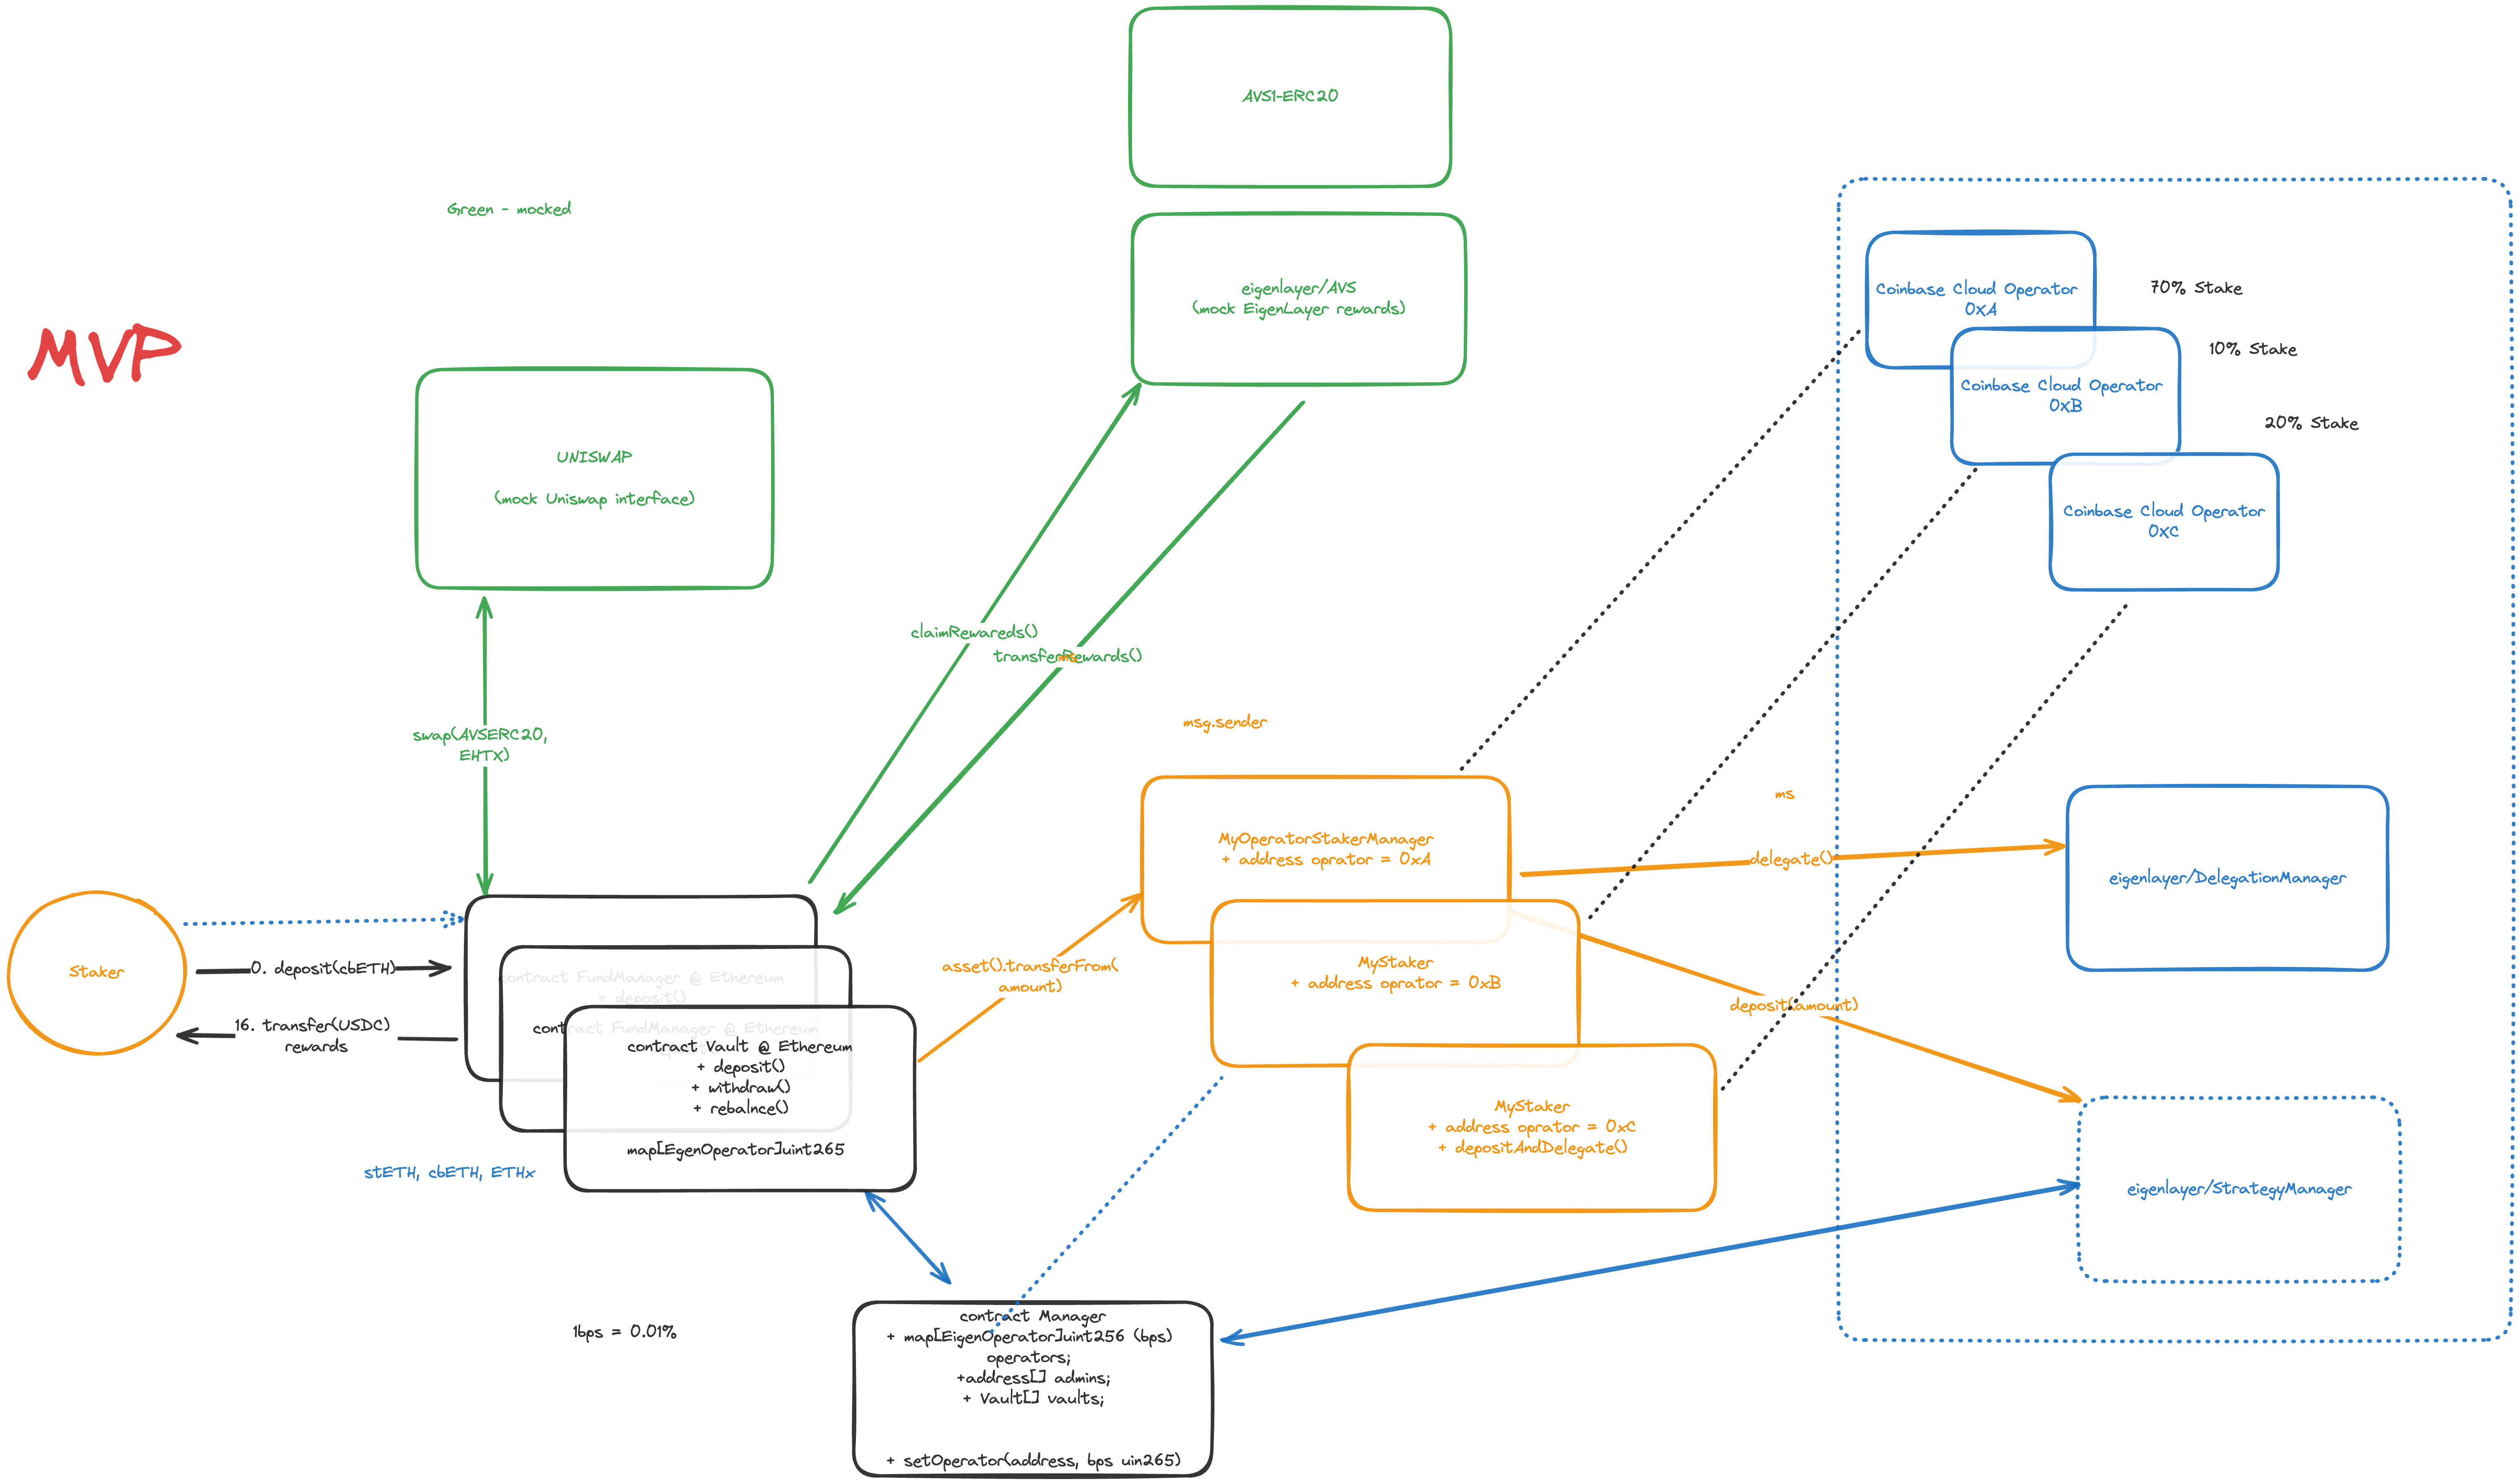 AVS1-ERC20
Green - mocked
eigenlayer/AVS
(mock EigenLayer rewards)
MVP
UNISWAP
(mock Uniswap interface)
Coinbase Cloud Operator
0xA
70% Stake
10% Stake
Coinbase Cloud Operator
0xB
20% Stake
Coinbase Cloud Operator
0xC
claimRewareds()
transferRewards()
ms
swap(AVSERC20,
EHTX)
msg.sender
ms
MyOperatorStakerManager
+ address oprator = 0xA
delegate()
eigenlayer/DelegationManager
Staker
0. deposit(cbETH)
16. transfer(USDC)
rewards
contract FundManager @ Ethereum
+ deposit()
contract FundManager @ Ethereum
contract Vault @ Ethereum
+ deposit()
+ withdraw()
+ rebalnce()
map[EgenOperator]uint265
asset().transferFrom(
amount)
MyStaker
+ address oprator = 0xB
deposit(amount)
MyStaker
+ address oprator = 0xC
+ depositAndDelegate()
eigenlayer/StrategyManager
stETH, cbETH, ETHx
1bps = 0.01%
contract Manager
+ map[EigenOperator]uint256 (bps)
operators;
+address[] admins;
+ Vault[] vaults;
+ setOperator(address, bps uin265)